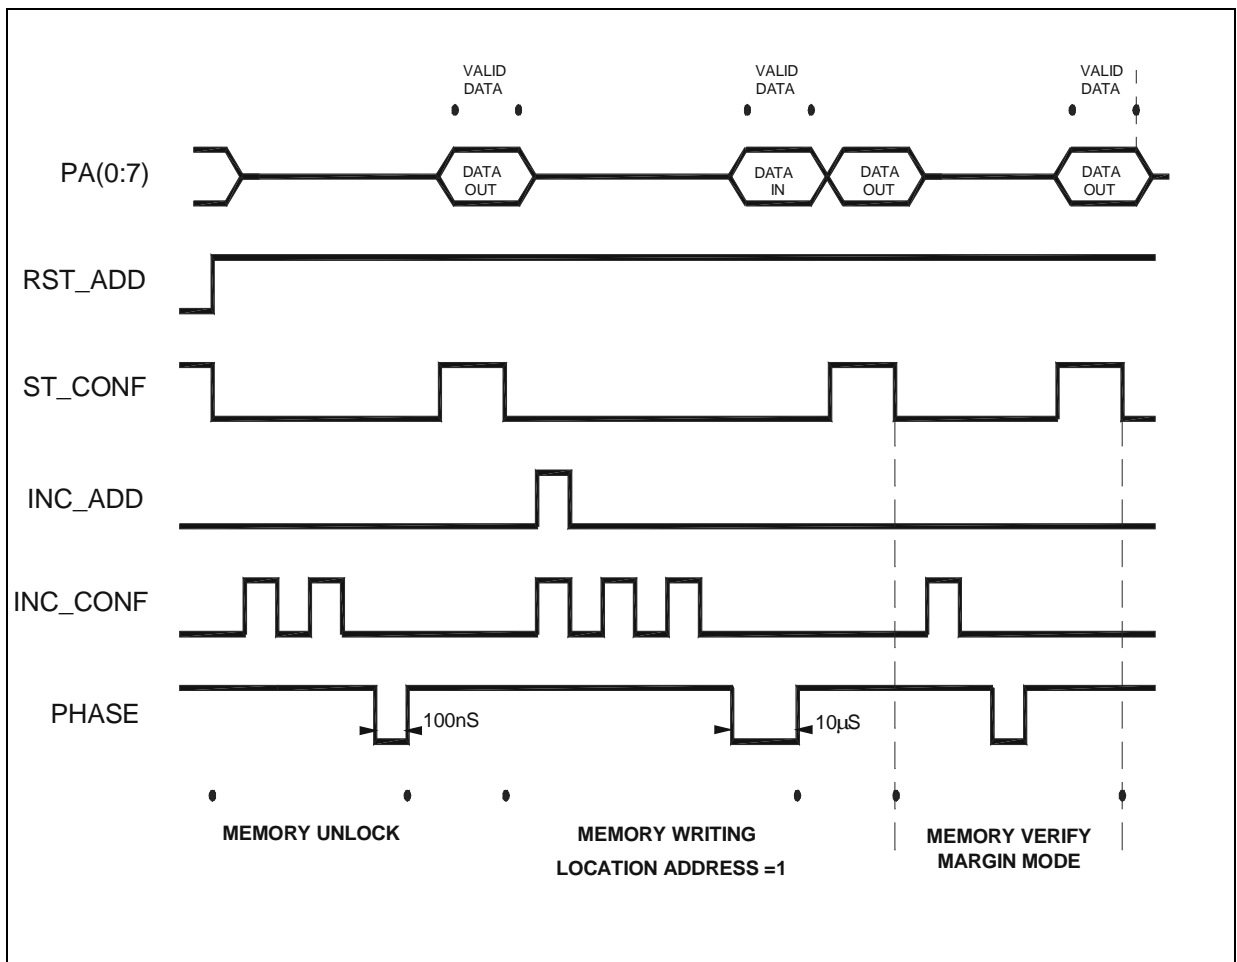 VALID
DATA
VALID
DATA
VALID
DATA
PA(0:7)
DATA
OUT
DATA
IN
DATA
OUT
DATA
OUT
RST_ADD
ST_CONF
INC_ADD
INC_CONF
PHASE
100nS
10µS
MEMORY UNLOCK
MEMORY WRITING
LOCATION ADDRESS =1
MEMORY VERIFY
MARGIN MODE